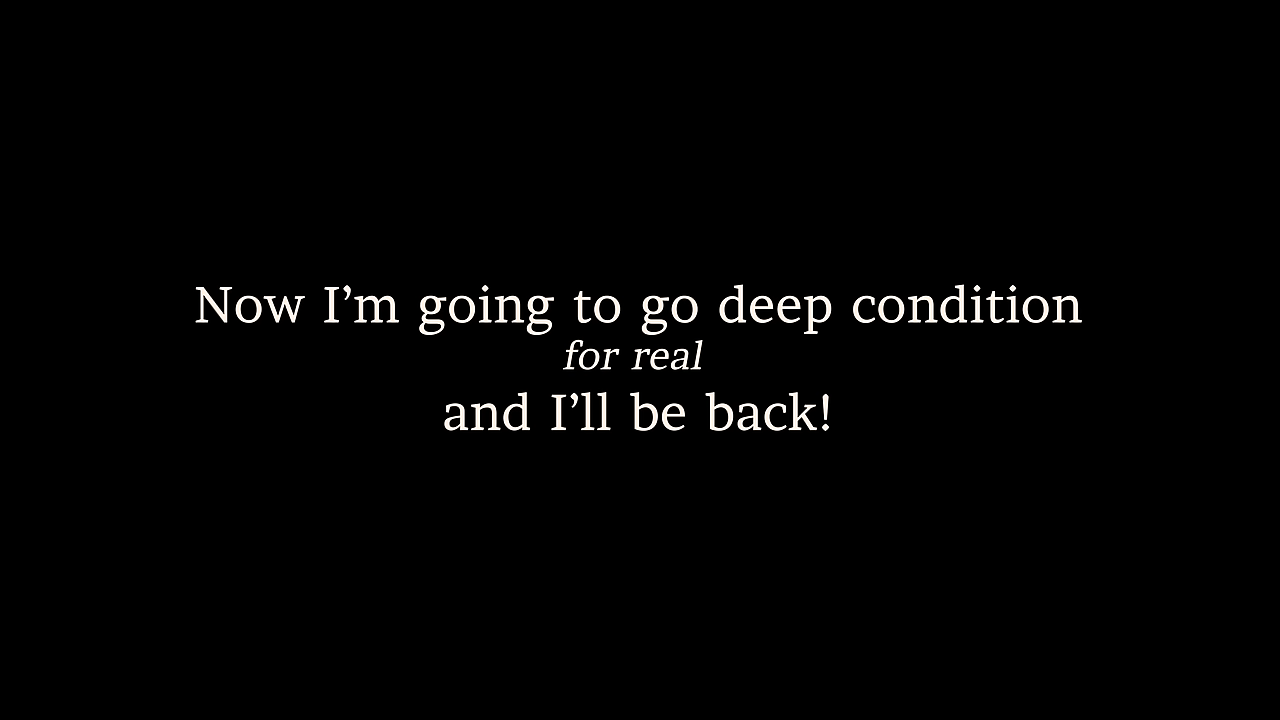 Now I’m going to go deep condition
for real
and I’ll be back!